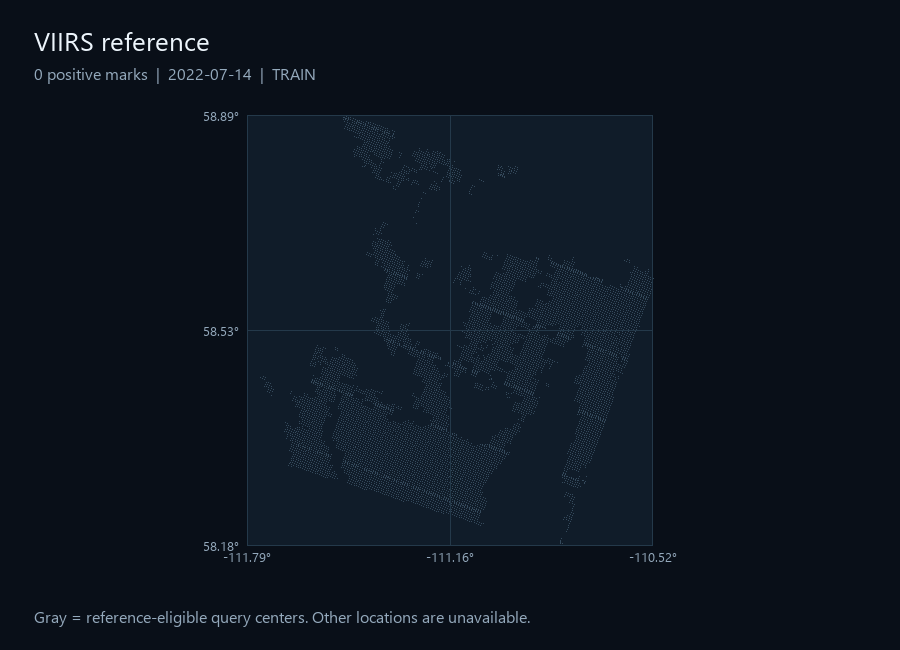 VIIRS reference
0 positive marks | 2022-07-14 | TRAIN
58.89°
58.53°
58.18°
-111.79°
-111.16°
-110.52°
Gray = reference-eligible query centers. Other locations are unavailable.